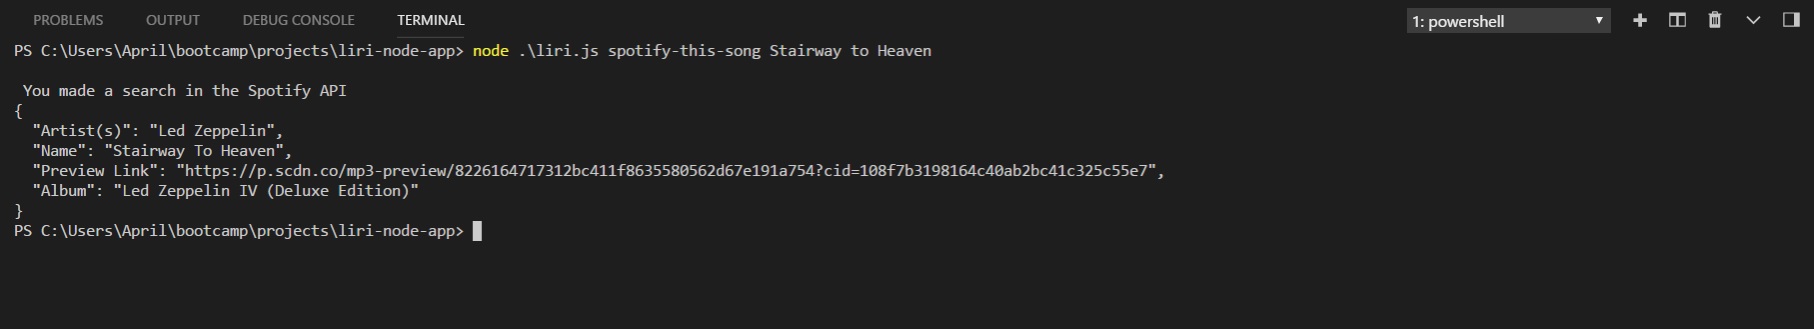 PROBLEMS OUTPUT DEBUG CONSOLE TERMINAL 1: powershell
PS C:\Users\April\bootcamp\projects\liri-node-app> node .\liri.js spotify-this-song Stairway to Heaven
You made a search in the Spotify API
{
"Artist(s)": "Led Zeppelin",
"Name": "Stairway To Heaven",
"Preview Link": "https://p.scdn.co/mp3-preview/8226164717312bc411f8635580562d67e191a754?cid=108f7b3198164c40ab2bc41c325c55e7",
"Album": "Led Zeppelin IV (Deluxe Edition)"
}
PS C:\Users\April\bootcamp\projects\liri-node-app>